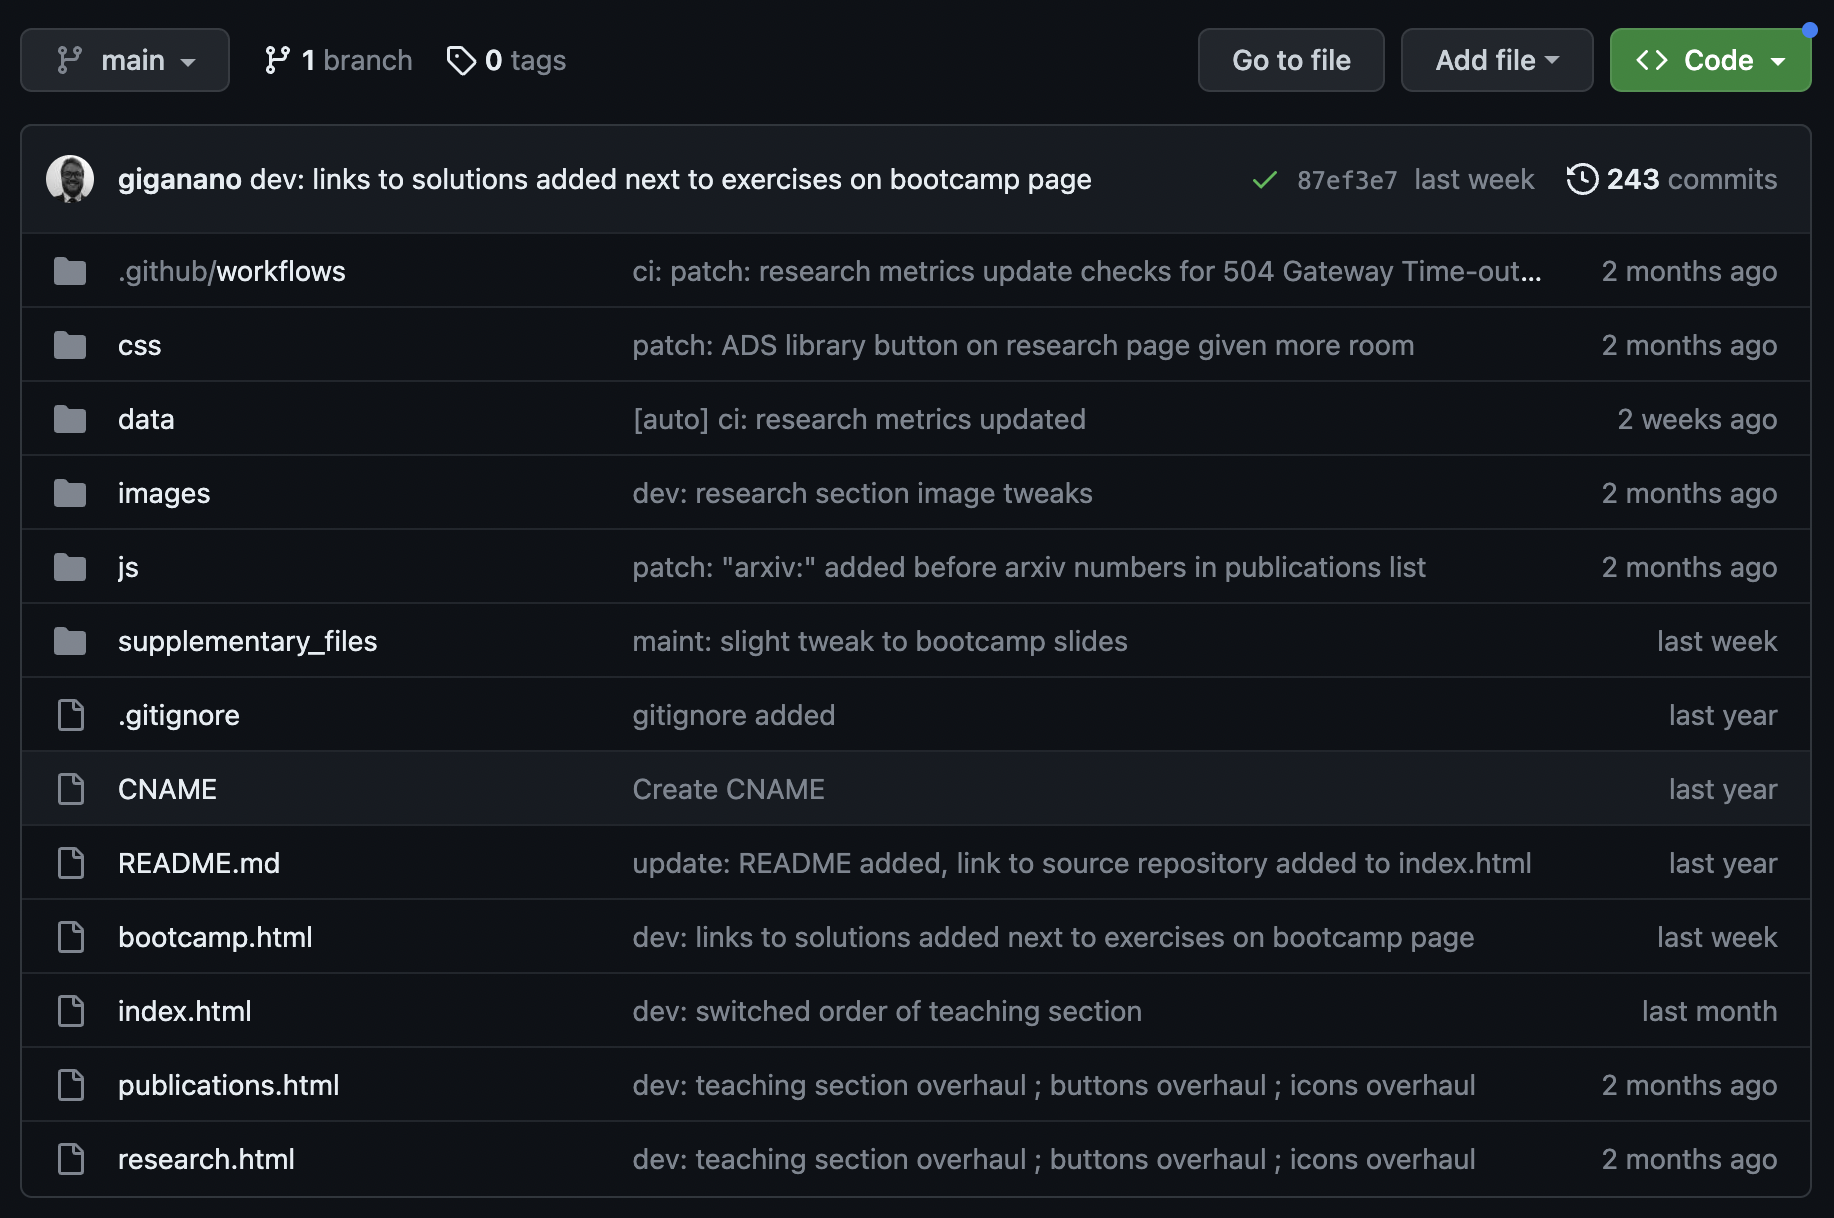 main 1 branch 0 tags Go to file Add file Code
giganano dev: links to solutions added next to exercises on bootcamp page 87ef3e7 last week 243 commits
.github/workflows ci: patch: research metrics update checks for 504 Gateway Time-out... 2 months ago
css patch: ADS library button on research page given more room 2 months ago
data [auto] ci: research metrics updated 2 weeks ago
images dev: research section image tweaks 2 months ago
js patch: "arxiv:" added before arxiv numbers in publications list 2 months ago
supplementary_files maint: slight tweak to bootcamp slides last week
.gitignore gitignore added last year
CNAME Create CNAME last year
README.md update: README added, link to source repository added to index.html last year
bootcamp.html dev: links to solutions added next to exercises on bootcamp page last week
index.html dev: switched order of teaching section last month
publications.html dev: teaching section overhaul ; buttons overhaul ; icons overhaul 2 months ago
research.html dev: teaching section overhaul ; buttons overhaul ; icons overhaul 2 months ago